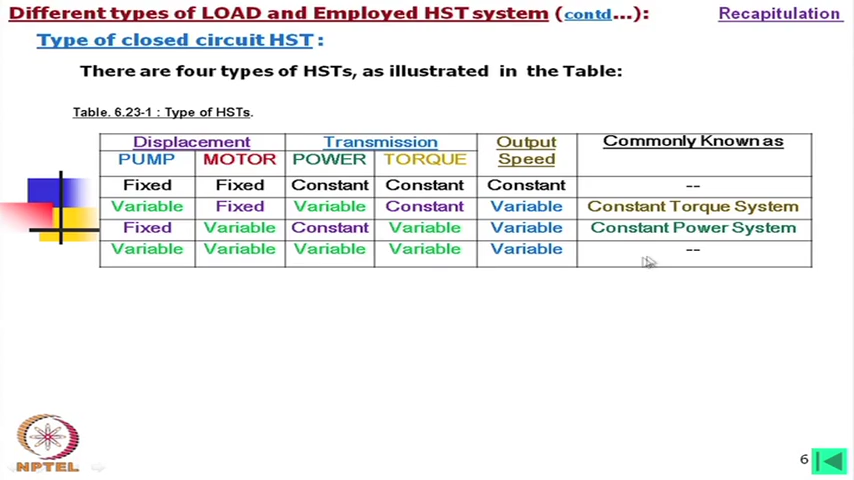 Different types of LOAD and Employed HST system (contd...): Recapitulation
Type of closed circuit HST :
There are four types of HSTs, as illustrated in the Table:
Table. 6.23-1 : Type of HSTs.
Displacement Transmission Output Speed Commonly Known as
PUMP MOTOR POWER TORQUE
Fixed Fixed Constant Constant Constant --
Variable Fixed Variable Constant Variable Constant Torque System
Fixed Variable Constant Variable Variable Constant Power System
Variable Variable Variable Variable Variable --
NPTEL
6